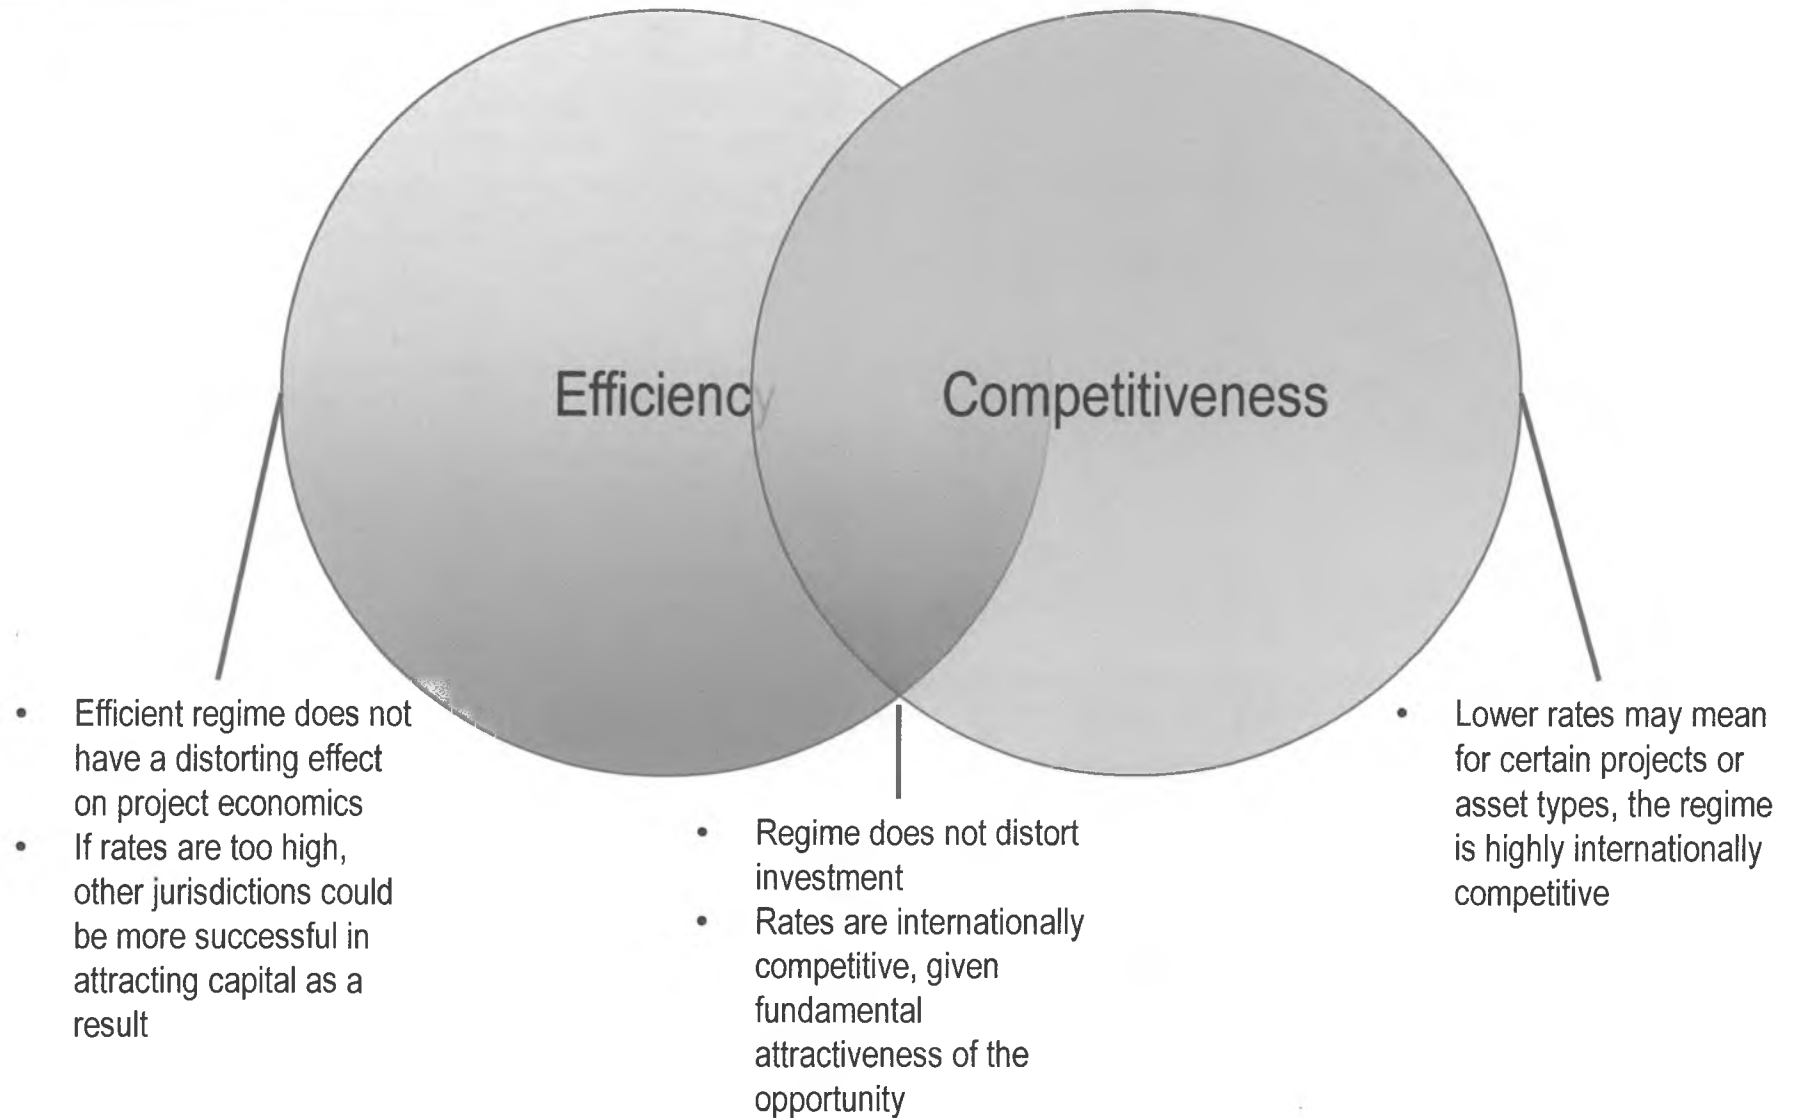 Efficiency
Competitiveness
• Efficient regime does not
have a distorting effect
on project economics
• If rates are too high,
other jurisdictions could
be more successful in
attracting capital as a
result
• Regime does not distort
investment
• Rates are internationally
competitive, given
fundamental
attractiveness of the
opportunity
• Lower rates may mean
for certain projects or
asset types, the regime
is highly internationally
competitive